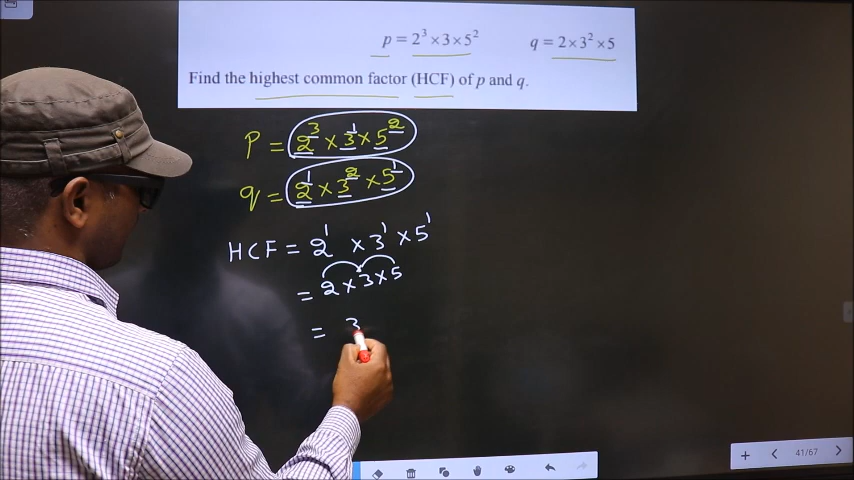 p = 2³ × 3 × 5² q = 2 × 3² × 5
Find the highest common factor (HCF) of p and q.
P = 2³ × 3¹ × 5²
q = 2¹ × 3² × 5¹
HCF = 2¹ × 3¹ × 5¹
= 2 × 3 × 5
= 3
+ < 41/67 >